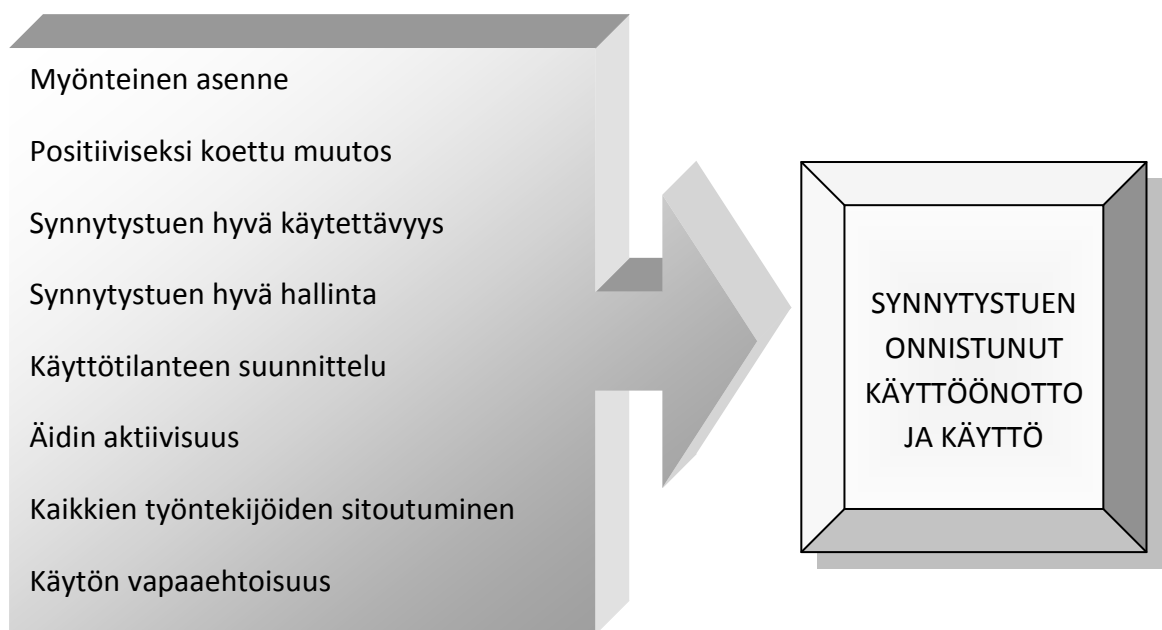 Myönteinen asenne
Positiiviseksi koettu muutos
Synnytystuen hyvä käytettävyys
Synnytystuen hyvä hallinta
Käyttötilanteen suunnittelu
Äidin aktiivisuus
Kaikkien työntekijöiden sitoutuminen
Käytön vapaaehtoisuus
SYNNYTYSTUEN
ONNISTUNUT
KÄYTTÖÖNOTTO
JA KÄYTTÖ